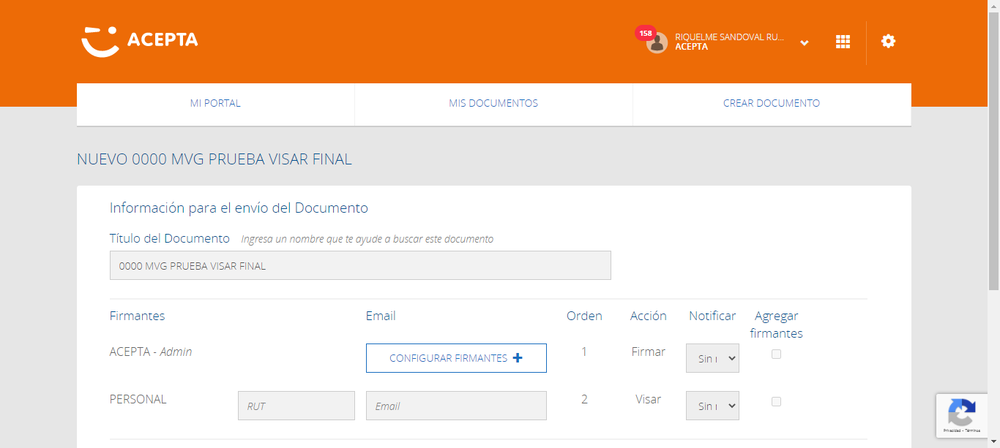 ACEPTA
158
RIQUELME SANDOVAL RU...
ACEPTA
MI PORTAL
MIS DOCUMENTOS
CREAR DOCUMENTO
NUEVO 0000 MVG PRUEBA VISAR FINAL
Información para el envío del Documento
Título del Documento Ingresa un nombre que te ayude a buscar este documento
0000 MVG PRUEBA VISAR FINAL
Firmantes Email Orden Acción Notificar Agregar
firmantes
ACEPTA - Admin CONFIGURAR FIRMANTES 1 Firmar Sin
PERSONAL RUT Email 2 Visar Sin
Privacidad - Términos